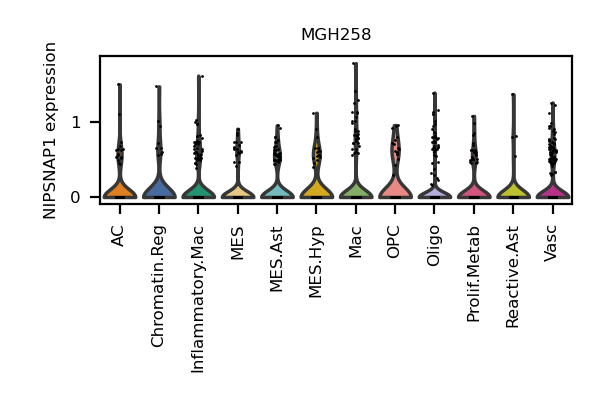 MGH258
NIPSNAP1 expression
1
0
AC
Chromatin.Reg
Inflammatory.Mac
MES
MES.Ast
MES.Hyp
Mac
OPC
Oligo
Prolif.Metab
Reactive.Ast
Vasc